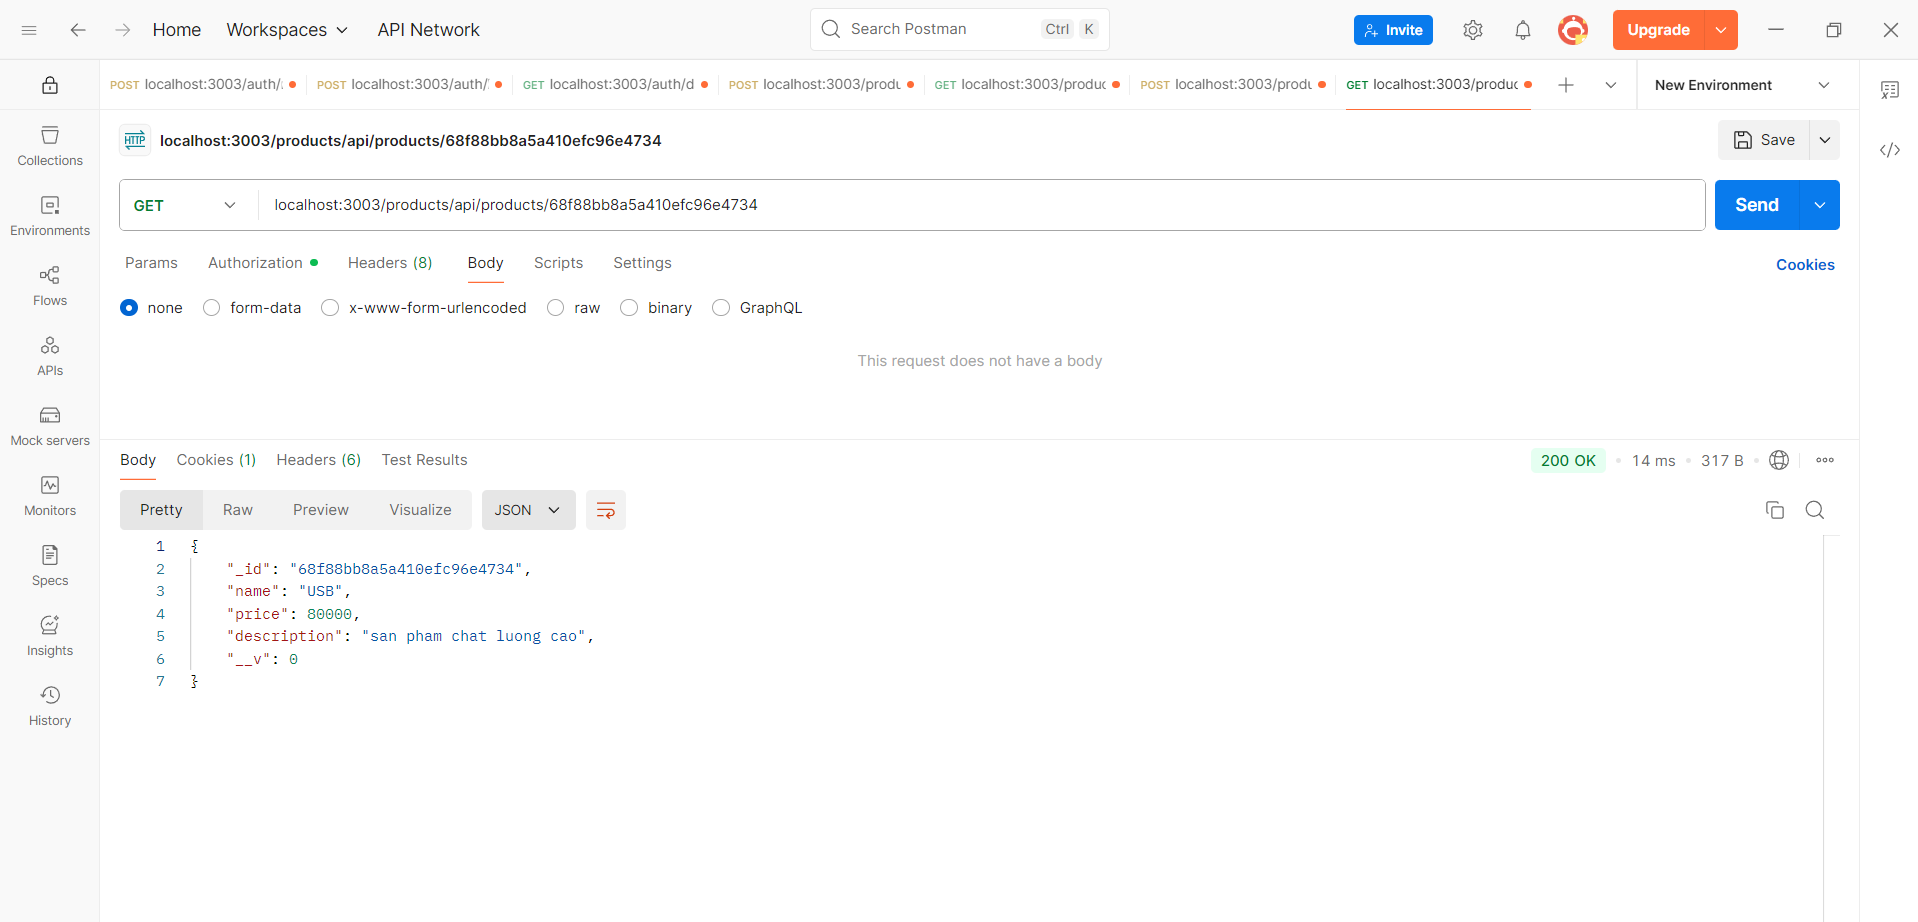 Home Workspaces API Network Search Postman Ctrl K Invite Upgrade
POST localhost:3003/auth/ POST localhost:3003/auth/ GET localhost:3003/auth/d POST localhost:3003/produ GET localhost:3003/produc POST localhost:3003/produ GET localhost:3003/produc New Environment
HTTP localhost:3003/products/api/products/68f88bb8a5a410efc96e4734 Save
GET localhost:3003/products/api/products/68f88bb8a5a410efc96e4734 Send
Params Authorization Headers (8) Body Scripts Settings Cookies
none form-data x-www-form-urlencoded raw binary GraphQL
This request does not have a body
Collections
Environments
Flows
APIs
Mock servers
Monitors
Specs
Insights
History
Body Cookies (1) Headers (6) Test Results 200 OK 14 ms 317 B
Pretty Raw Preview Visualize JSON
1 {
2 "_id": "68f88bb8a5a410efc96e4734",
3 "name": "USB",
4 "price": 80000,
5 "description": "san pham chat luong cao",
6 "__v": 0
7 }